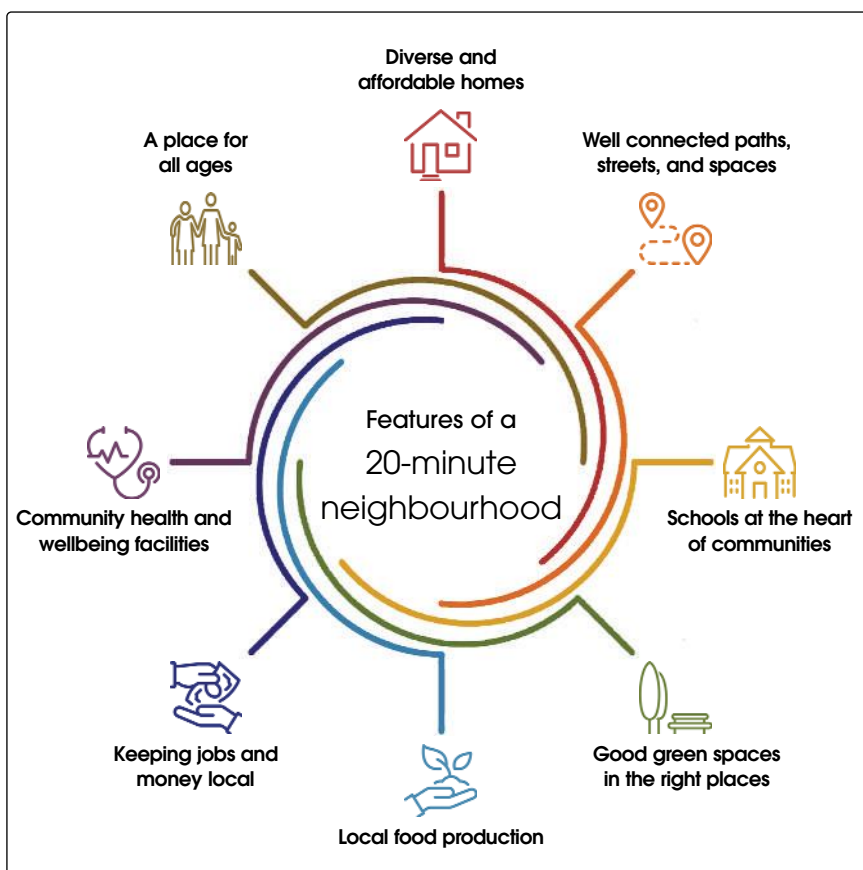 Diverse and
affordable homes
Well connected paths,
streets, and spaces
Schools at the heart
of communities
Good green spaces
in the right places
Local food production
Keeping jobs and
money local
Community health and
wellbeing facilities
A place for
all ages
Features of a
20-minute
neighbourhood